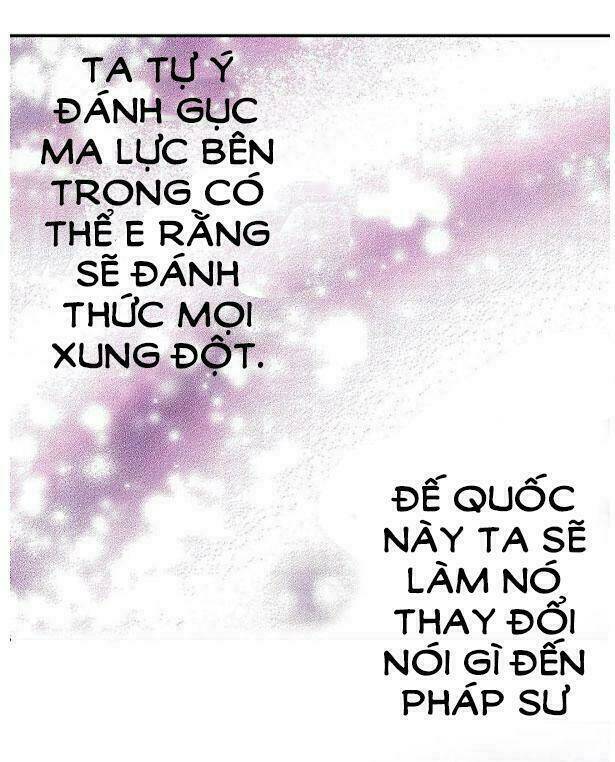 TA TỰ Ý
ĐÁNH GỤC
MA LỰC BÊN
TRONG CÓ
THỂ E RẰNG
SẼ ĐÁNH
THỨC MỌI
XUNG ĐỘT.
ĐẾ QUỐC
NÀY TA SẼ
LÀM NÓ
THAY ĐỔI
NÓI GÌ ĐẾN
PHÁP SƯ